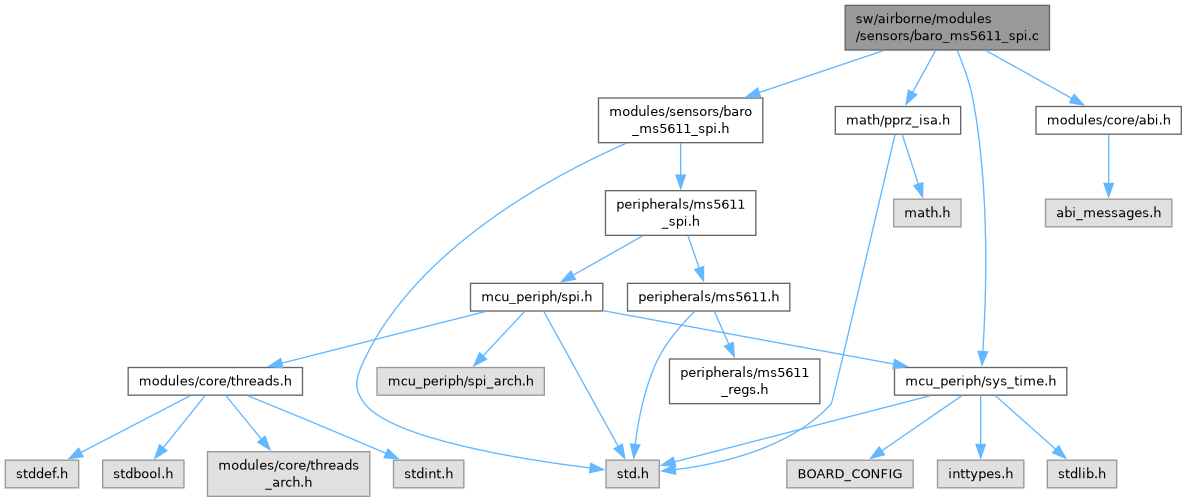 sw/airborne/modules
/sensors/baro_ms5611_spi.c
modules/sensors/baro
_ms5611_spi.h
math/pprz_isa.h
modules/core/abi.h
peripherals/ms5611
_spi.h
math.h
abi_messages.h
mcu_periph/spi.h
peripherals/ms5611.h
modules/core/threads.h
mcu_periph/spi_arch.h
peripherals/ms5611
_regs.h
mcu_periph/sys_time.h
stddef.h
stdbool.h
modules/core/threads
_arch.h
stdint.h
std.h
BOARD_CONFIG
inttypes.h
stdlib.h